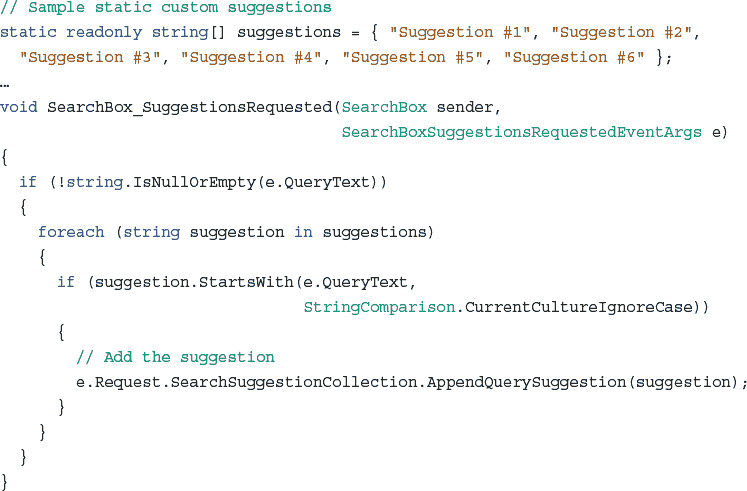 // Sample static custom suggestions
static readonly string[] suggestions = { "Suggestion #1", "Suggestion #2",
  "Suggestion #3", "Suggestion #4", "Suggestion #5", "Suggestion #6" };
…
void SearchBox_SuggestionsRequested(SearchBox sender,
                                    SearchBoxSuggestionsRequestedEventArgs e)
{
  if (!string.IsNullOrEmpty(e.QueryText))
  {
    foreach (string suggestion in suggestions)
    {
      if (suggestion.StartsWith(e.QueryText,
                                StringComparison.CurrentCultureIgnoreCase))
      {
        // Add the suggestion
        e.Request.SearchSuggestionCollection.AppendQuerySuggestion(suggestion);
      }
    }
  }
}